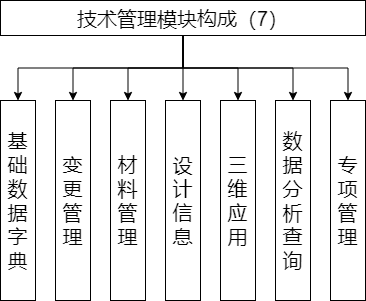 技术管理模块构成（7）
基础数据字典
变更管理
材料管理
设计信息
三维应用
数据分析查询
专项管理